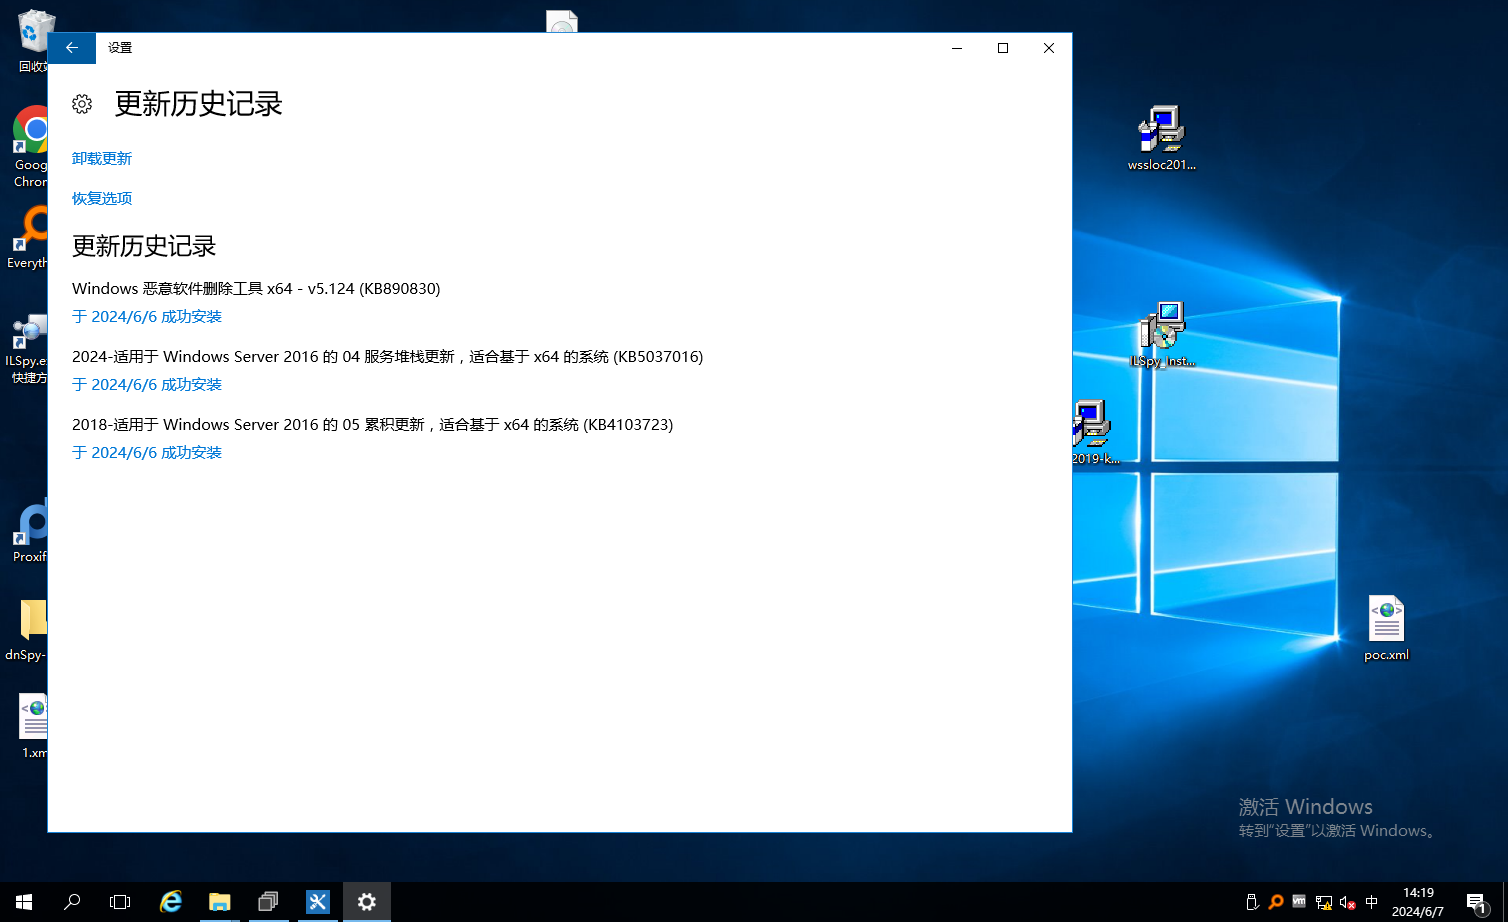 回收站
设置
更新历史记录
卸载更新
恢复选项
更新历史记录
Windows 恶意软件删除工具 x64 - v5.124 (KB890830)
于 2024/6/6 成功安装
2024-适用于 Windows Server 2016 的 04 服务堆栈更新，适合基于 x64 的系统 (KB5037016)
于 2024/6/6 成功安装
2018-适用于 Windows Server 2016 的 05 累积更新，适合基于 x64 的系统 (KB4103723)
于 2024/6/6 成功安装
Goog
Chron
Everyth
ILSpy.e
快捷方
Proxif
dnSpy-
1.xm
wssloc201...
ILSpy_Inst...
2019-k...
poc.xml
激活 Windows
转到"设置"以激活 Windows。
vm
中
14:19
2024/6/7
1